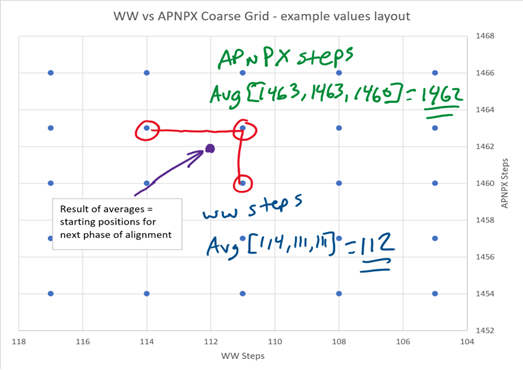 WW vs APNPX Coarse Grid - example values layout
APNPX steps
Avg [1463, 1463, 1460] = 1462
Result of averages =
starting positions for
next phase of alignment
WW steps
Avg [114, 111, 111] = 112
1468
1466
1464
1462
1460
1458
1456
1454
1452
APNPX Steps
118 116 114 112 110 108 106 104
WW Steps